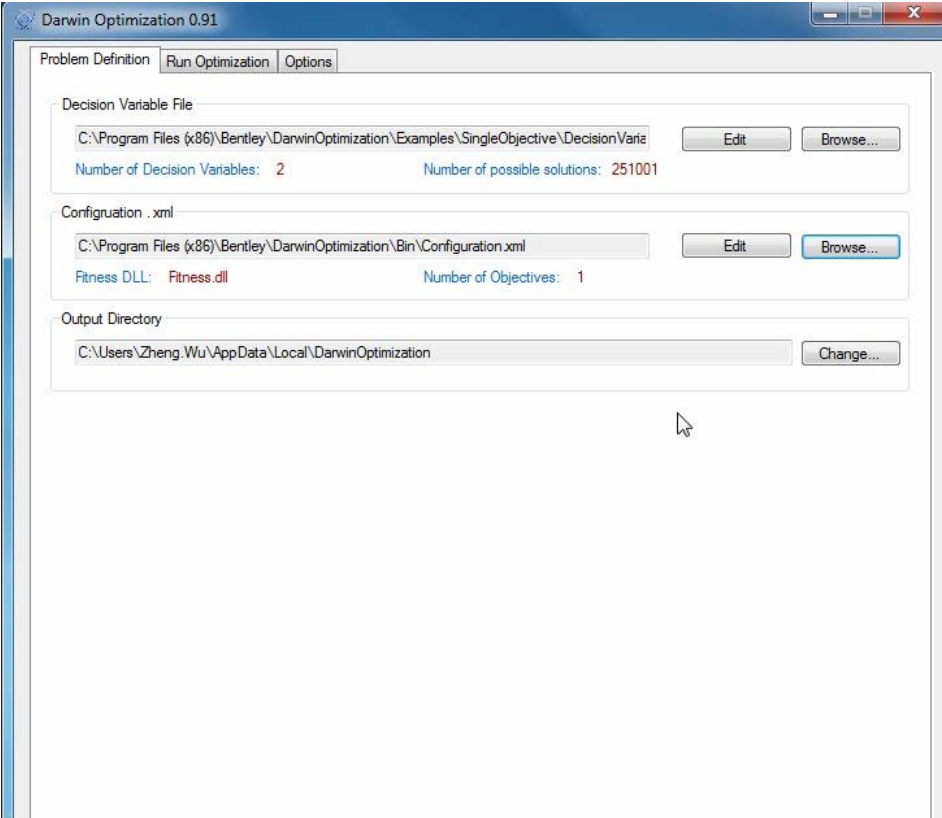 Darwin Optimization 0.91
Problem Definition Run Optimization Options
Decision Variable File
C:\Program Files (x86)\Bentley\DarwinOptimization\Examples\SingleObjective\DecisionVaria Edit Browse...
Number of Decision Variables: 2 Number of possible solutions: 251001
Configruation . xml
C:\Program Files (x86)\Bentley\DarwinOptimization\Bin\Configuration.xml Edit Browse...
Fitness DLL: Fitness.dll Number of Objectives: 1
Output Directory
C:\Users\Zheng.Wu\AppData\Local\DarwinOptimization Change...